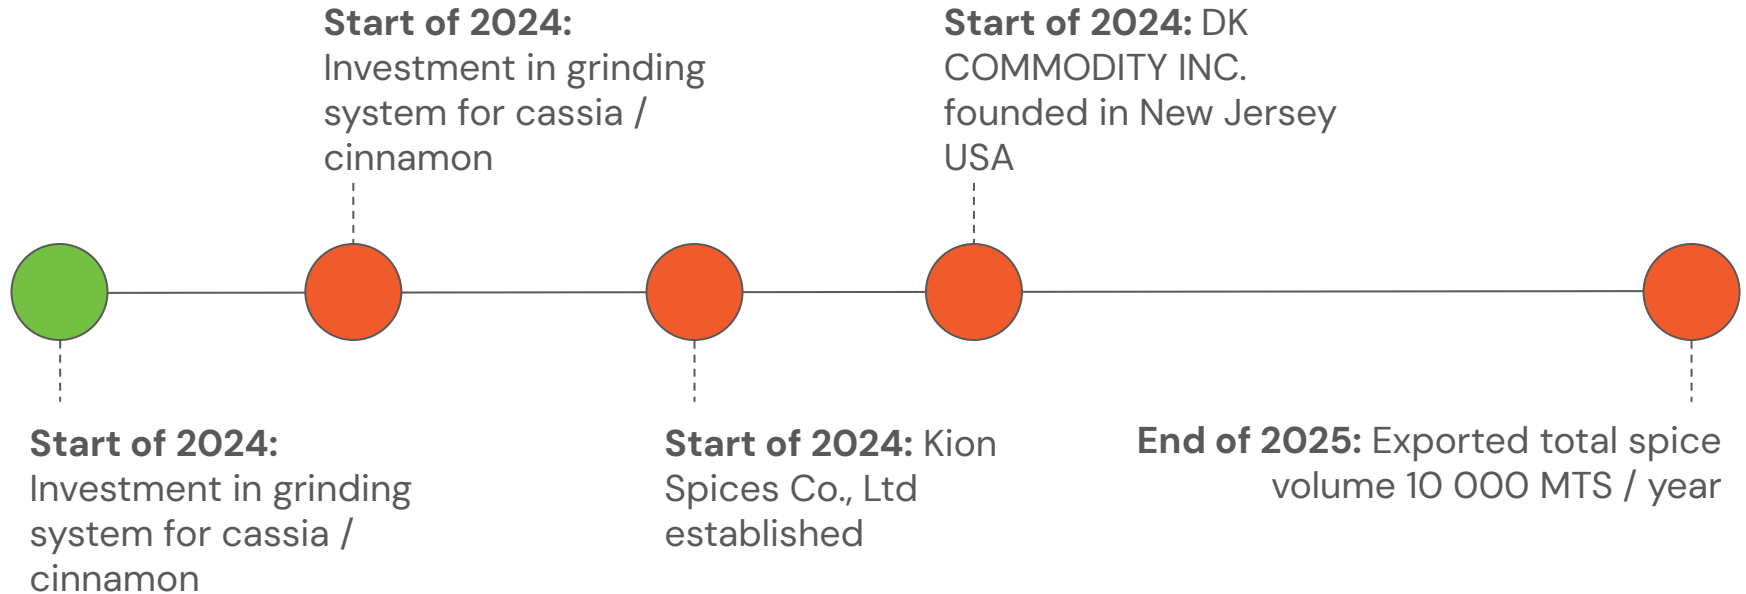 Start of 2024:
Investment in grinding
system for cassia /
cinnamon
Start of 2024: DK
COMMODITY INC.
founded in New Jersey
USA
Start of 2024:
Investment in grinding
system for cassia /
cinnamon
Start of 2024: Kion
Spices Co., Ltd
established
End of 2025: Exported total spice
volume 10 000 MTS / year